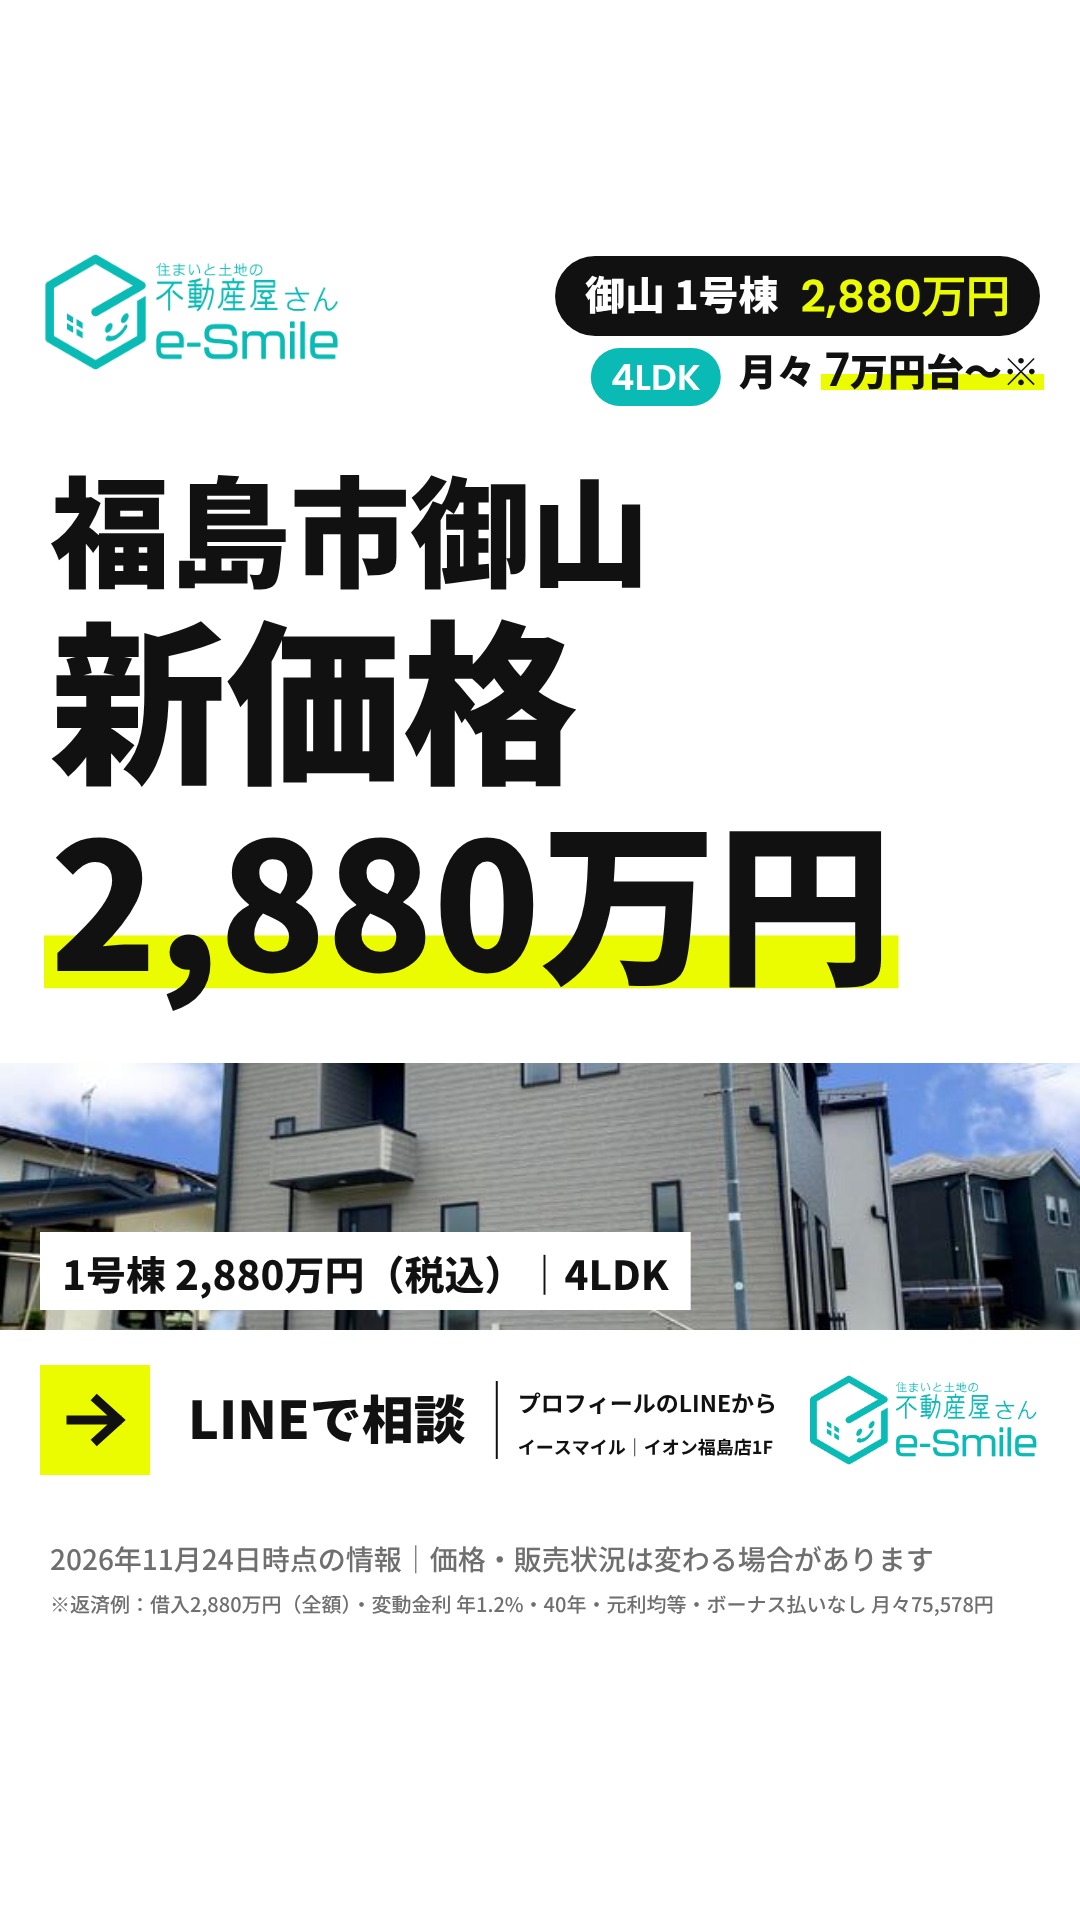 住まいと土地の
不動産屋さん
e-Smile
御山 1号棟 2,880万円
4LDK 月々 7万円台〜※
福島市御山
新価格
2,880万円
1号棟 2,880万円（税込）｜4LDK
→ LINEで相談
プロフィールのLINEから
イースマイル｜イオン福島店1F
住まいと土地の
不動産屋さん
e-Smile
2026年11月24日時点の情報｜価格・販売状況は変わる場合があります
※返済例：借入2,880万円（全額）・変動金利 年1.2%・40年・元利均等・ボーナス払いなし 月々75,578円